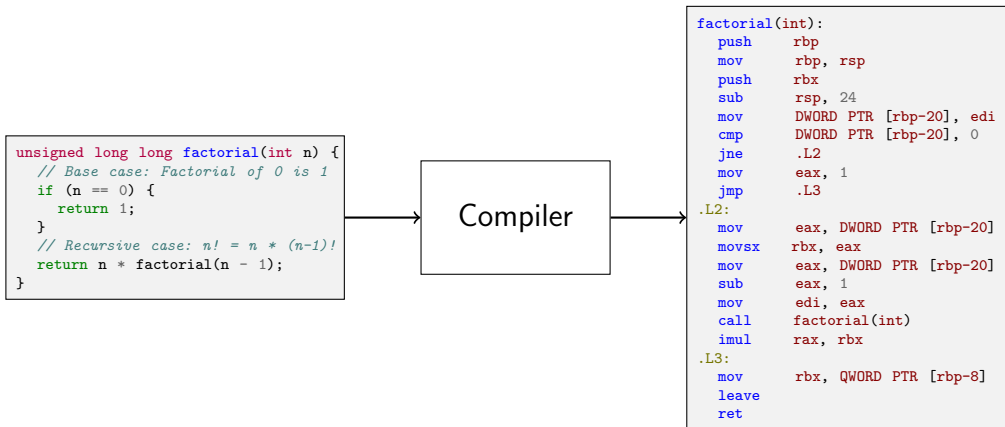 unsigned long long factorial(int n) {
  // Base case: Factorial of 0 is 1
  if (n == 0) {
    return 1;
  }
  // Recursive case: n! = n * (n-1)!
  return n * factorial(n - 1);
}
Compiler
factorial(int):
  push    rbp
  mov     rbp, rsp
  push    rbx
  sub     rsp, 24
  mov     DWORD PTR [rbp-20], edi
  cmp     DWORD PTR [rbp-20], 0
  jne     .L2
  mov     eax, 1
  jmp     .L3
.L2:
  mov     eax, DWORD PTR [rbp-20]
  movsx   rbx, eax
  mov     eax, DWORD PTR [rbp-20]
  sub     eax, 1
  mov     edi, eax
  call    factorial(int)
  imul    rax, rbx
.L3:
  mov     rbx, QWORD PTR [rbp-8]
  leave
  ret